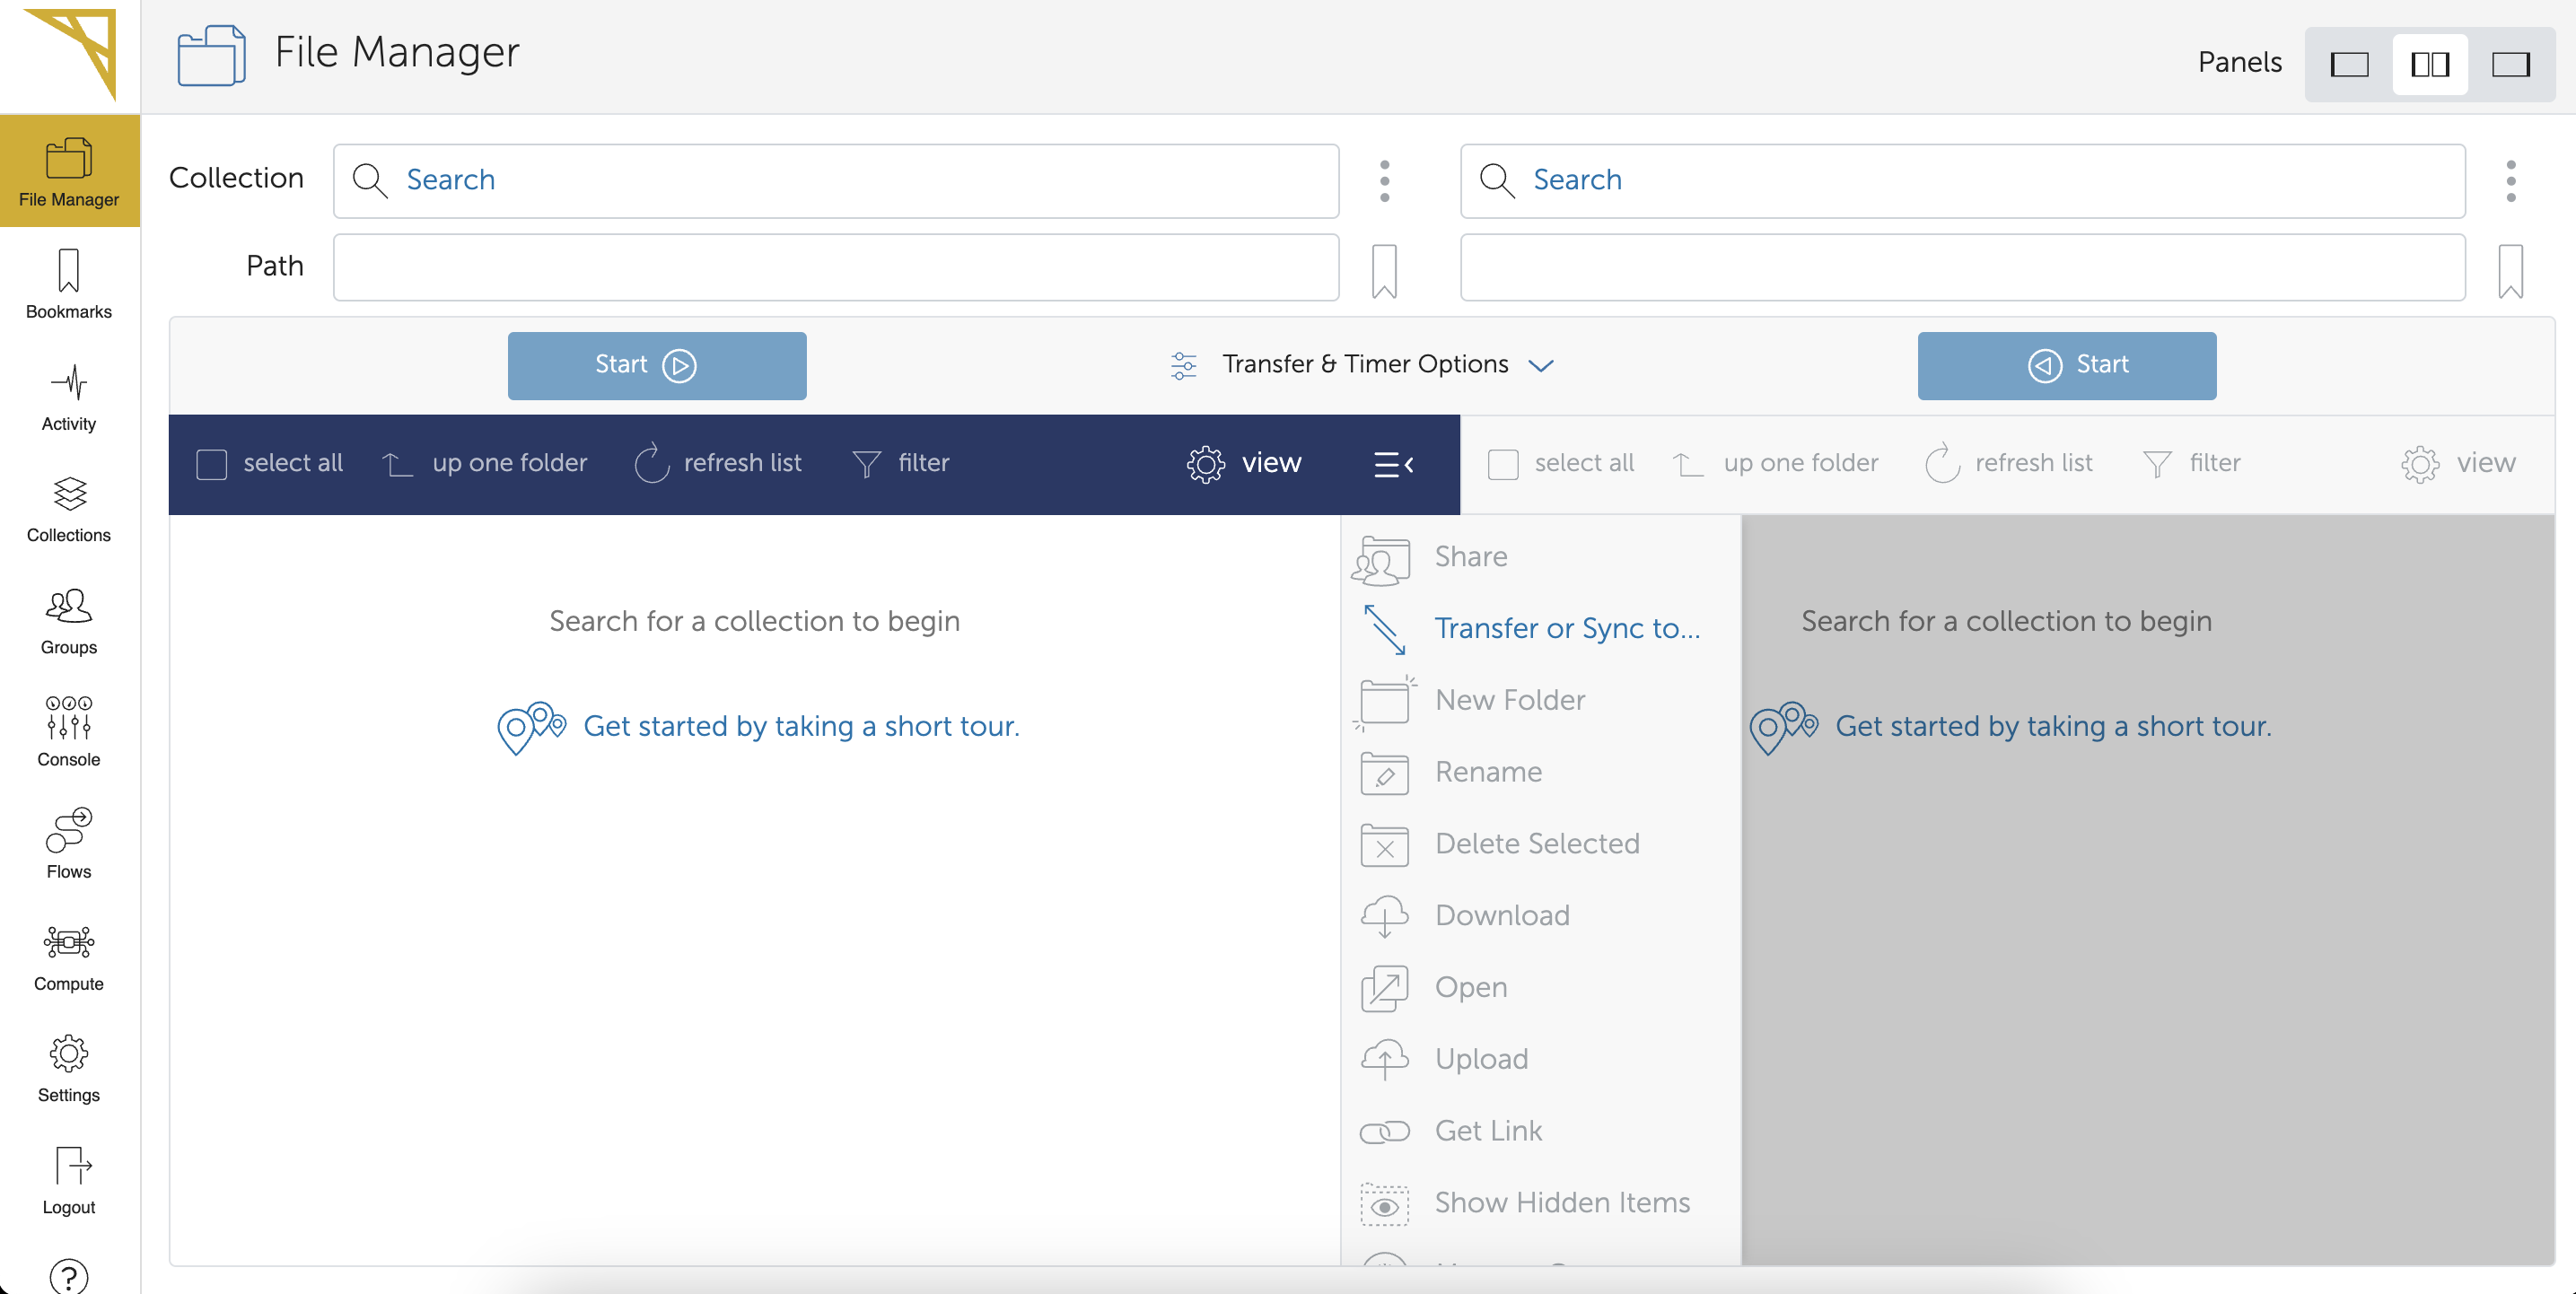 File Manager
Panels
File Manager
Bookmarks
Activity
Collections
Groups
Console
Flows
Compute
Settings
Logout
?
Collection
Search
Search
Path
Start
Transfer & Timer Options
Start
select all
up one folder
refresh list
filter
view
select all
up one folder
refresh list
filter
view
Search for a collection to begin
Get started by taking a short tour.
Share
Transfer or Sync to...
New Folder
Rename
Delete Selected
Download
Open
Upload
Get Link
Show Hidden Items
Search for a collection to begin
Get started by taking a short tour.